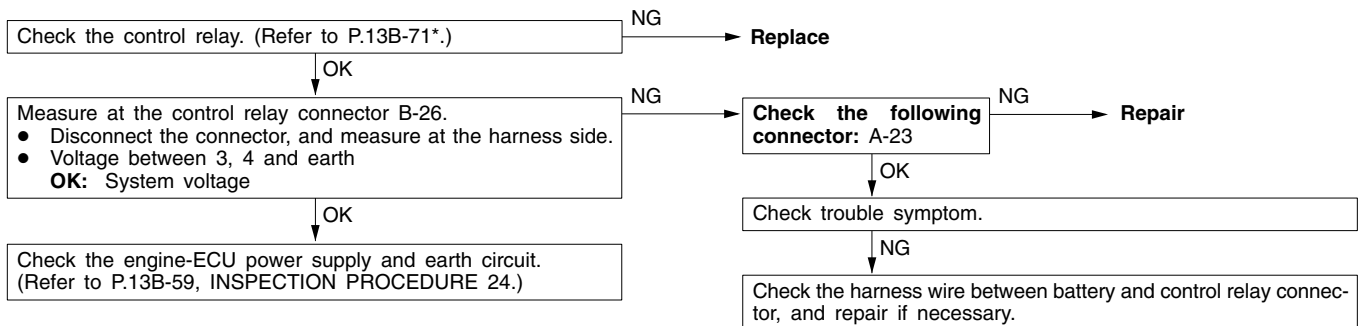 Check the control relay. (Refer to P.13B-71*.)
NG
Replace
OK
Measure at the control relay connector B-26.
● Disconnect the connector, and measure at the harness side.
● Voltage between 3, 4 and earth
OK: System voltage
NG
Check the following
connector: A-23
NG
Repair
OK
Check trouble symptom.
NG
Check the harness wire between battery and control relay connec-
tor, and repair if necessary.
OK
Check the engine-ECU power supply and earth circuit.
(Refer to P.13B-59, INSPECTION PROCEDURE 24.)